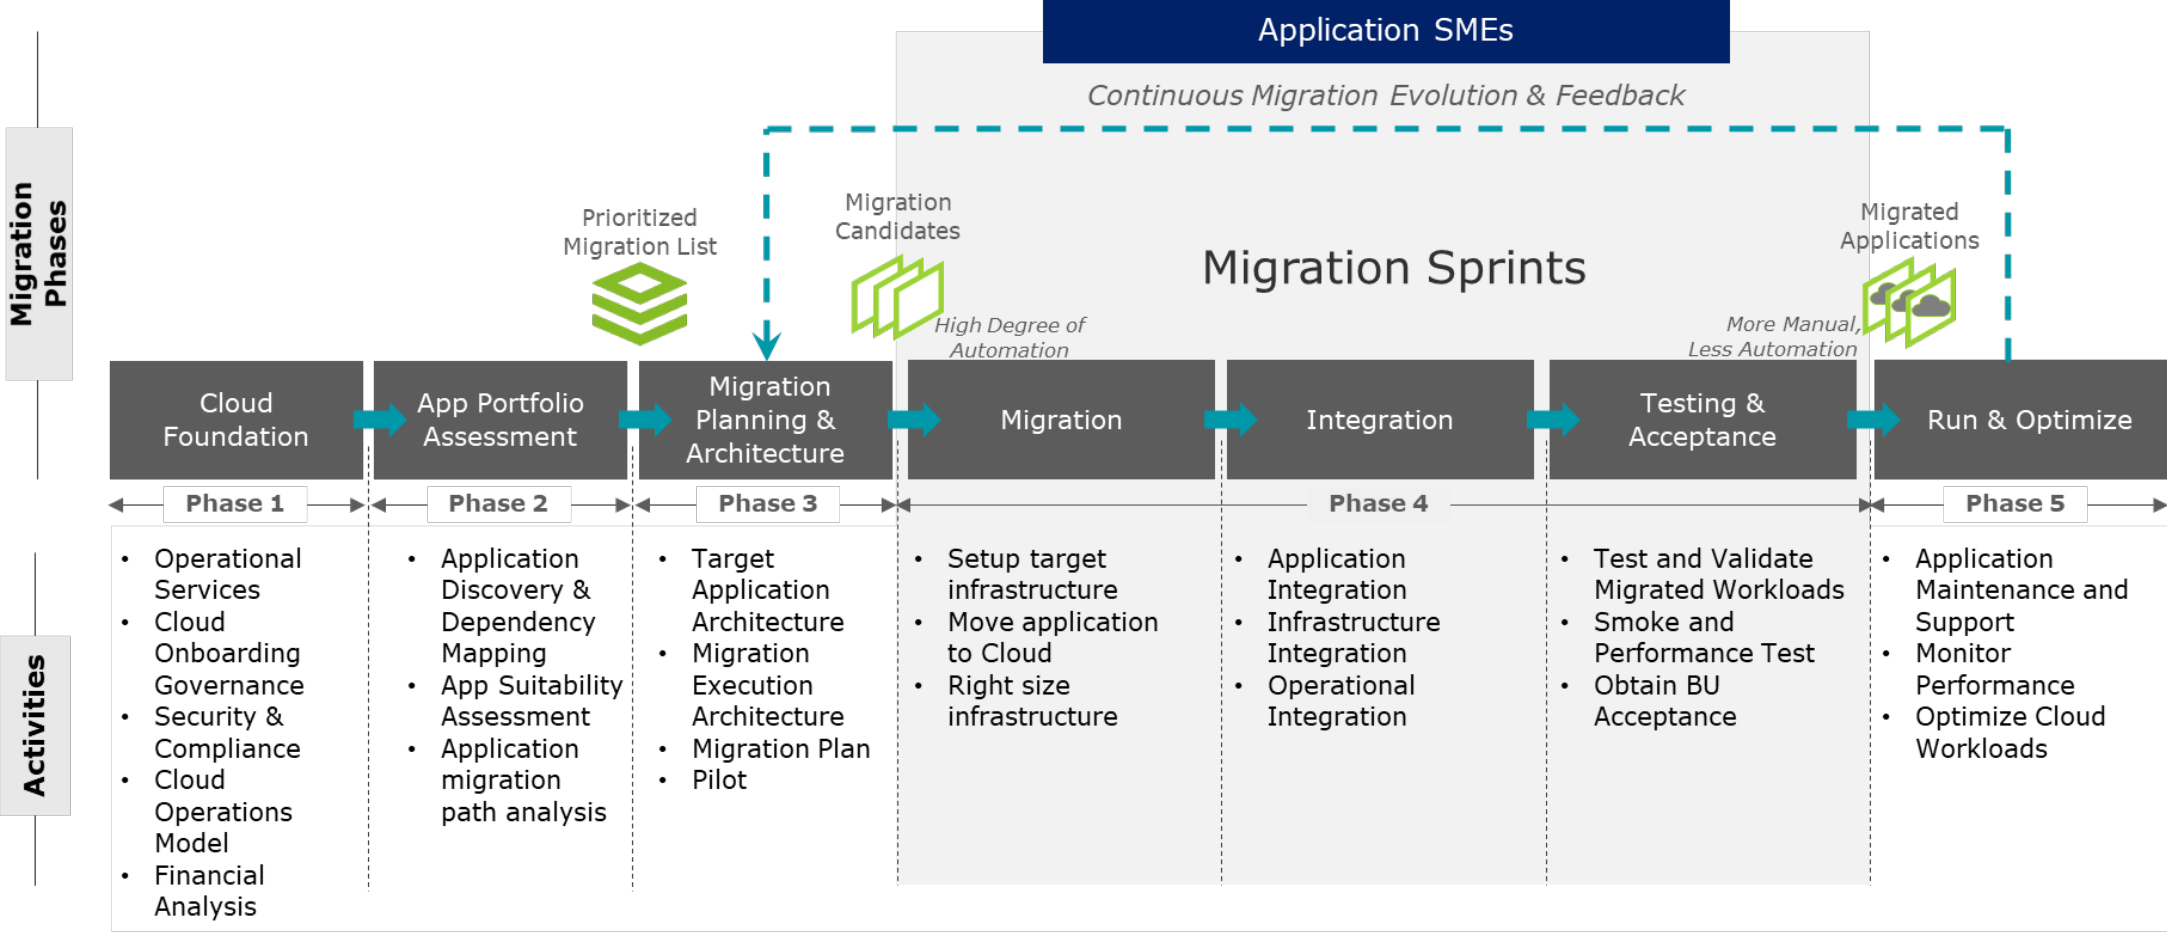 Application SMEs
Continuous Migration Evolution & Feedback
Migration
Phases
Prioritized
Migration List
Migration
Candidates
Migration Sprints
Migrated
Applications
High Degree of
Automation
More Manual,
Less Automation
Cloud
Foundation
App Portfolio
Assessment
Migration
Planning &
Architecture
Migration
Integration
Testing &
Acceptance
Run & Optimize
Phase 1
Phase 2
Phase 3
Phase 4
Phase 5
Activities
• Operational
Services
• Cloud
Onboarding
Governance
• Security &
Compliance
• Cloud
Operations
Model
• Financial
Analysis
• Application
Discovery &
Dependency
Mapping
• App Suitability
Assessment
• Application
migration
path analysis
• Target
Application
Architecture
• Migration
Execution
Architecture
• Migration Plan
• Pilot
• Setup target
infrastructure
• Move application
to Cloud
• Right size
infrastructure
• Application
Integration
• Infrastructure
Integration
• Operational
Integration
• Test and Validate
Migrated Workloads
• Smoke and
Performance Test
• Obtain BU
Acceptance
• Application
Maintenance and
Support
• Monitor
Performance
• Optimize Cloud
Workloads